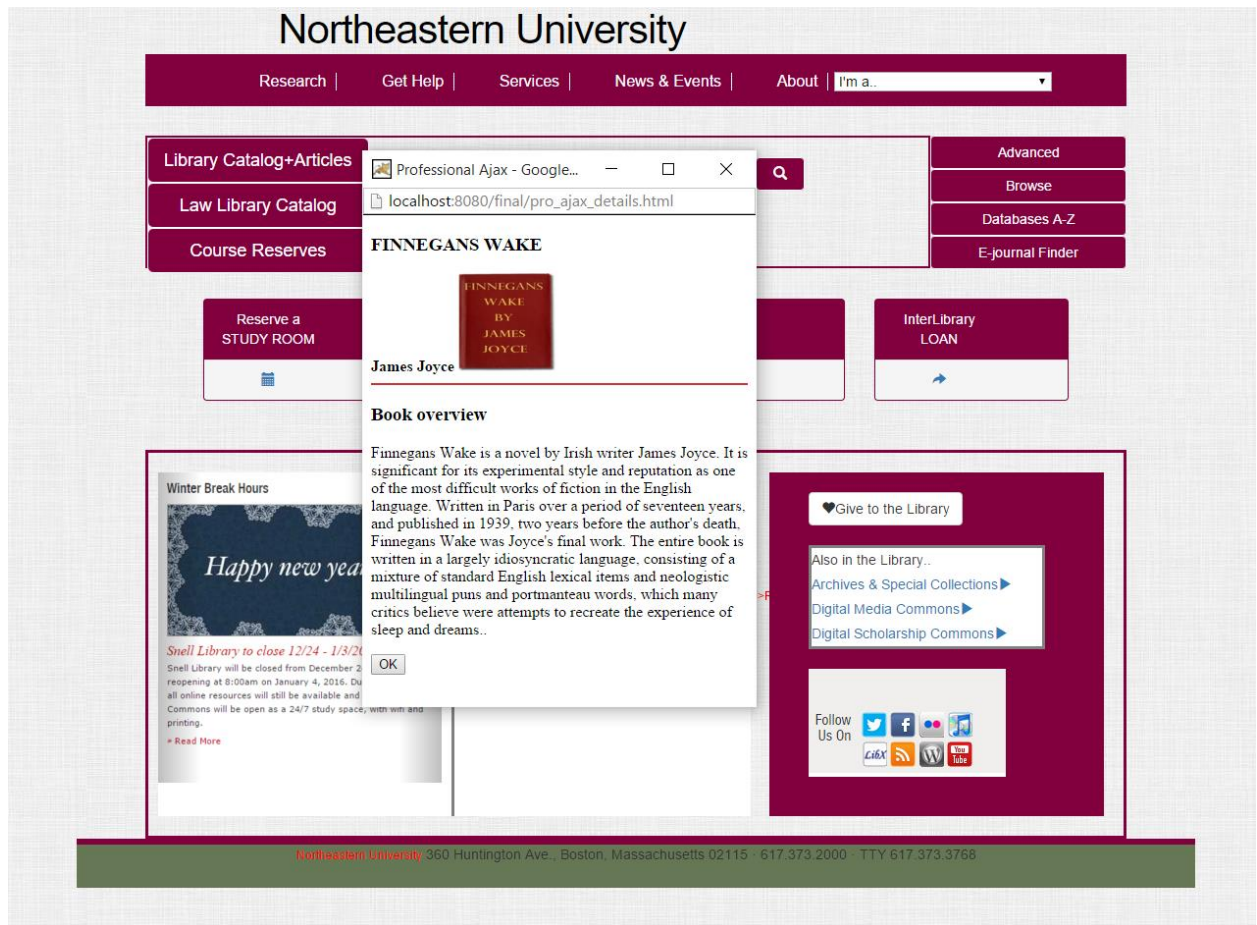 Northeastern University
Research | Get Help | Services | News & Events | About | I'm a..
Library Catalog+Articles
Law Library Catalog
Course Reserves
Advanced
Browse
Databases A-Z
E-journal Finder
Professional Ajax - Google...
localhost:8080/final/pro_ajax_details.html
FINNEGANS WAKE
FINNEGANS
WAKE
BY
JAMES
JOYCE
James Joyce
Book overview
Finnegans Wake is a novel by Irish writer James Joyce. It is
significant for its experimental style and reputation as one
of the most difficult works of fiction in the English
language. Written in Paris over a period of seventeen years,
and published in 1939, two years before the author's death,
Finnegans Wake was Joyce's final work. The entire book is
written in a largely idiosyncratic language, consisting of a
mixture of standard English lexical items and neologistic
multilingual puns and portmanteau words, which many
critics believe were attempts to recreate the experience of
sleep and dreams..
OK
Reserve a
STUDY ROOM
InterLibrary
LOAN
Winter Break Hours
Happy new year
Snell Library to close 12/24 - 1/3/20
Snell Library will be closed from December 2
reopening at 8:00am on January 4, 2016. Du
all online resources will still be available and
Commons will be open as a 24/7 study space, with wifi and
printing.
» Read More
Give to the Library
Also in the Library..
Archives & Special Collections
Digital Media Commons
Digital Scholarship Commons
Follow
Us On
LibX
You
Tube
Northeastern University 360 Huntington Ave., Boston, Massachusetts 02115 · 617.373.2000 · TTY 617.373.3768